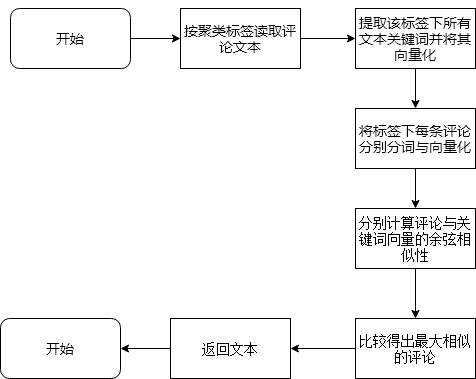 开始
按聚类标签读取评
论文本
提取该标签下所有
文本关键词并将其
向量化
将标签下每条评论
分别分词与向量化
分别计算评论与关
键词向量的余弦相
似性
比较得出最大相似
的评论
返回文本
开始